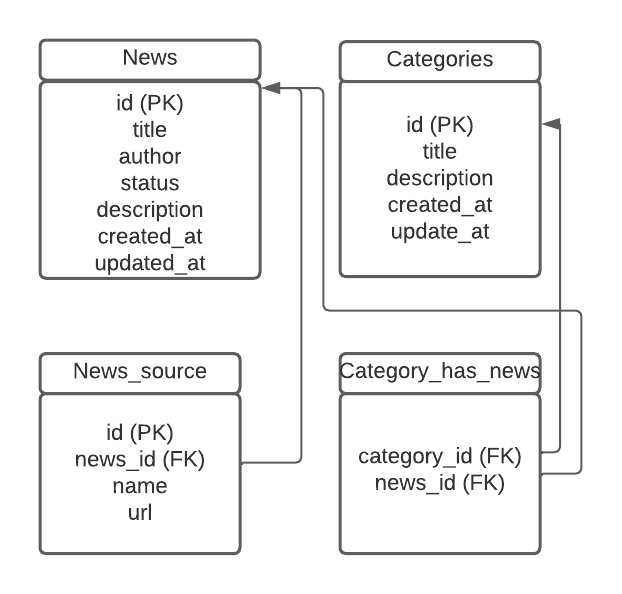 News
id (PK)
title
author
status
description
created_at
updated_at
Categories
id (PK)
title
description
created_at
update_at
News_source
id (PK)
news_id (FK)
name
url
Category_has_news
category_id (FK)
news_id (FK)